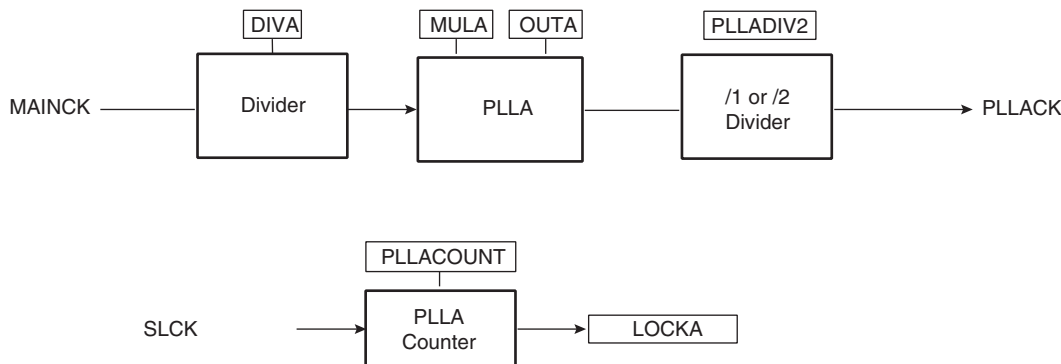 DIVA
MULA
OUTA
PLLADIV2
MAINCK
Divider
PLLA
/1 or /2
Divider
PLLACK
PLLACOUNT
SLCK
PLLA
Counter
LOCKA